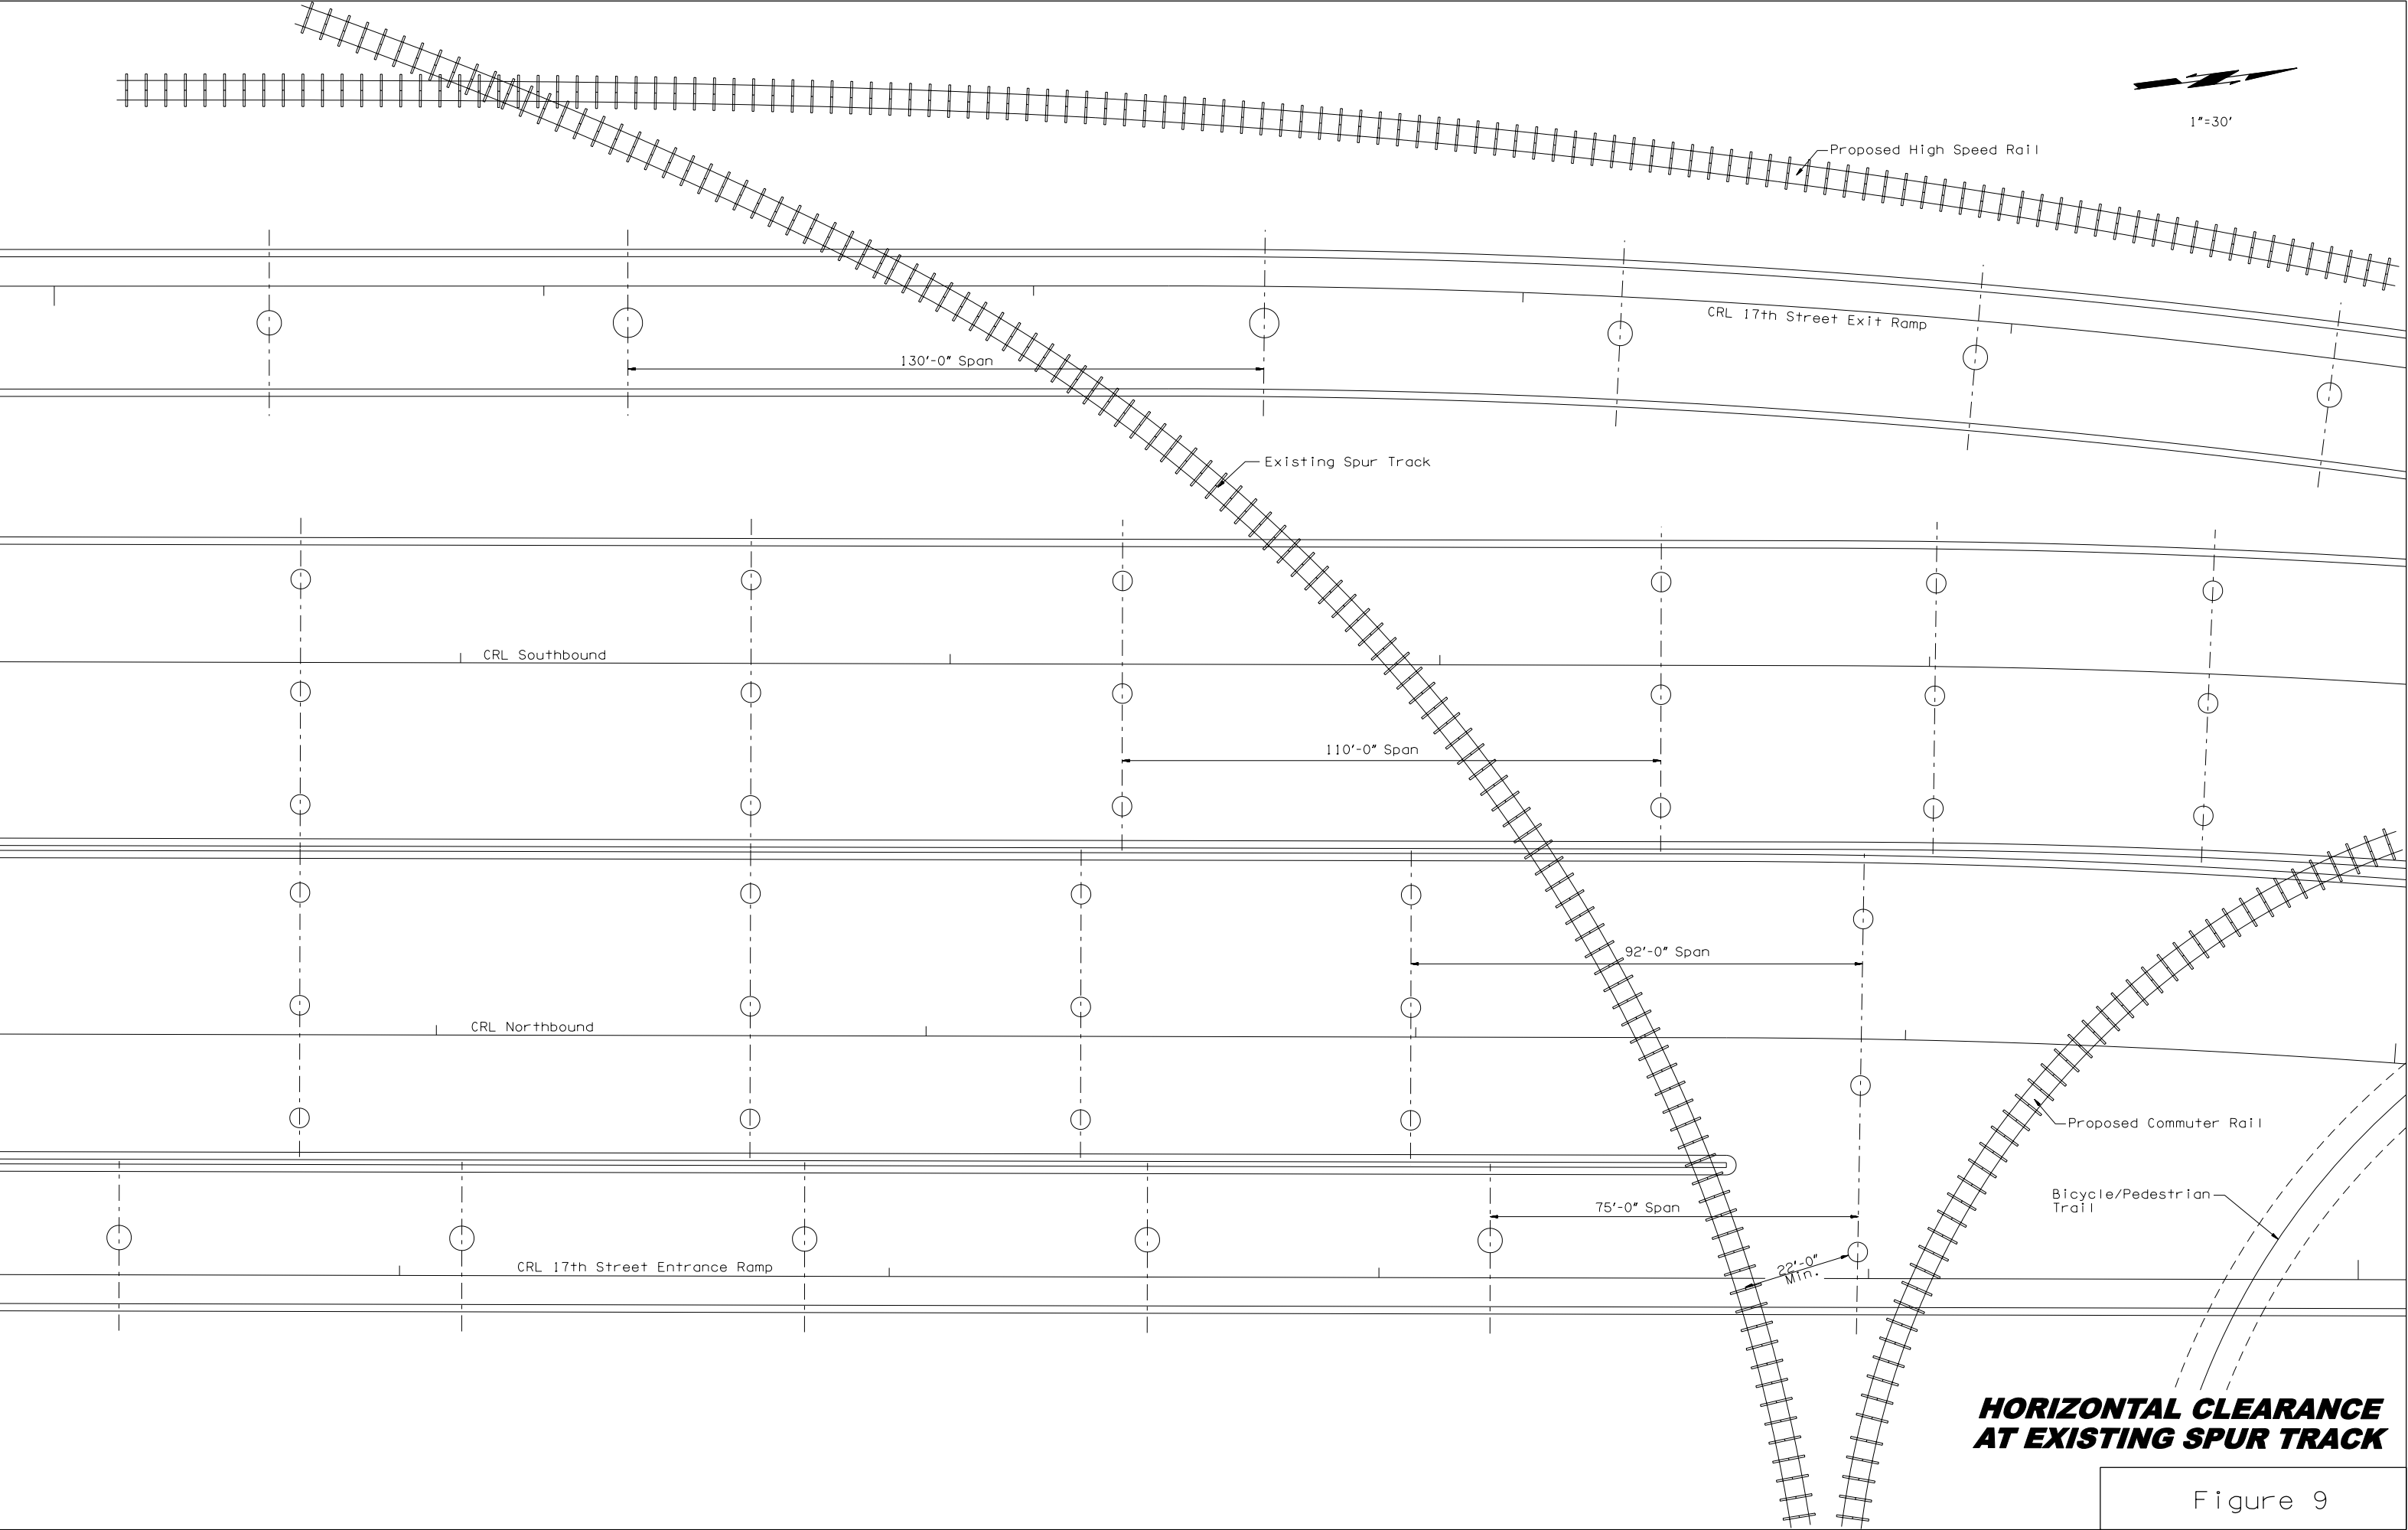 1"=30'
Proposed High Speed Rail
CRL 17th Street Exit Ramp
130'-0" Span
Existing Spur Track
CRL Southbound
110'-0" Span
92'-0" Span
CRL Northbound
Proposed Commuter Rail
Bicycle/Pedestrian
Trail
75'-0" Span
22'-0"
Min.
CRL 17th Street Entrance Ramp
HORIZONTAL CLEARANCE
AT EXISTING SPUR TRACK
Figure 9